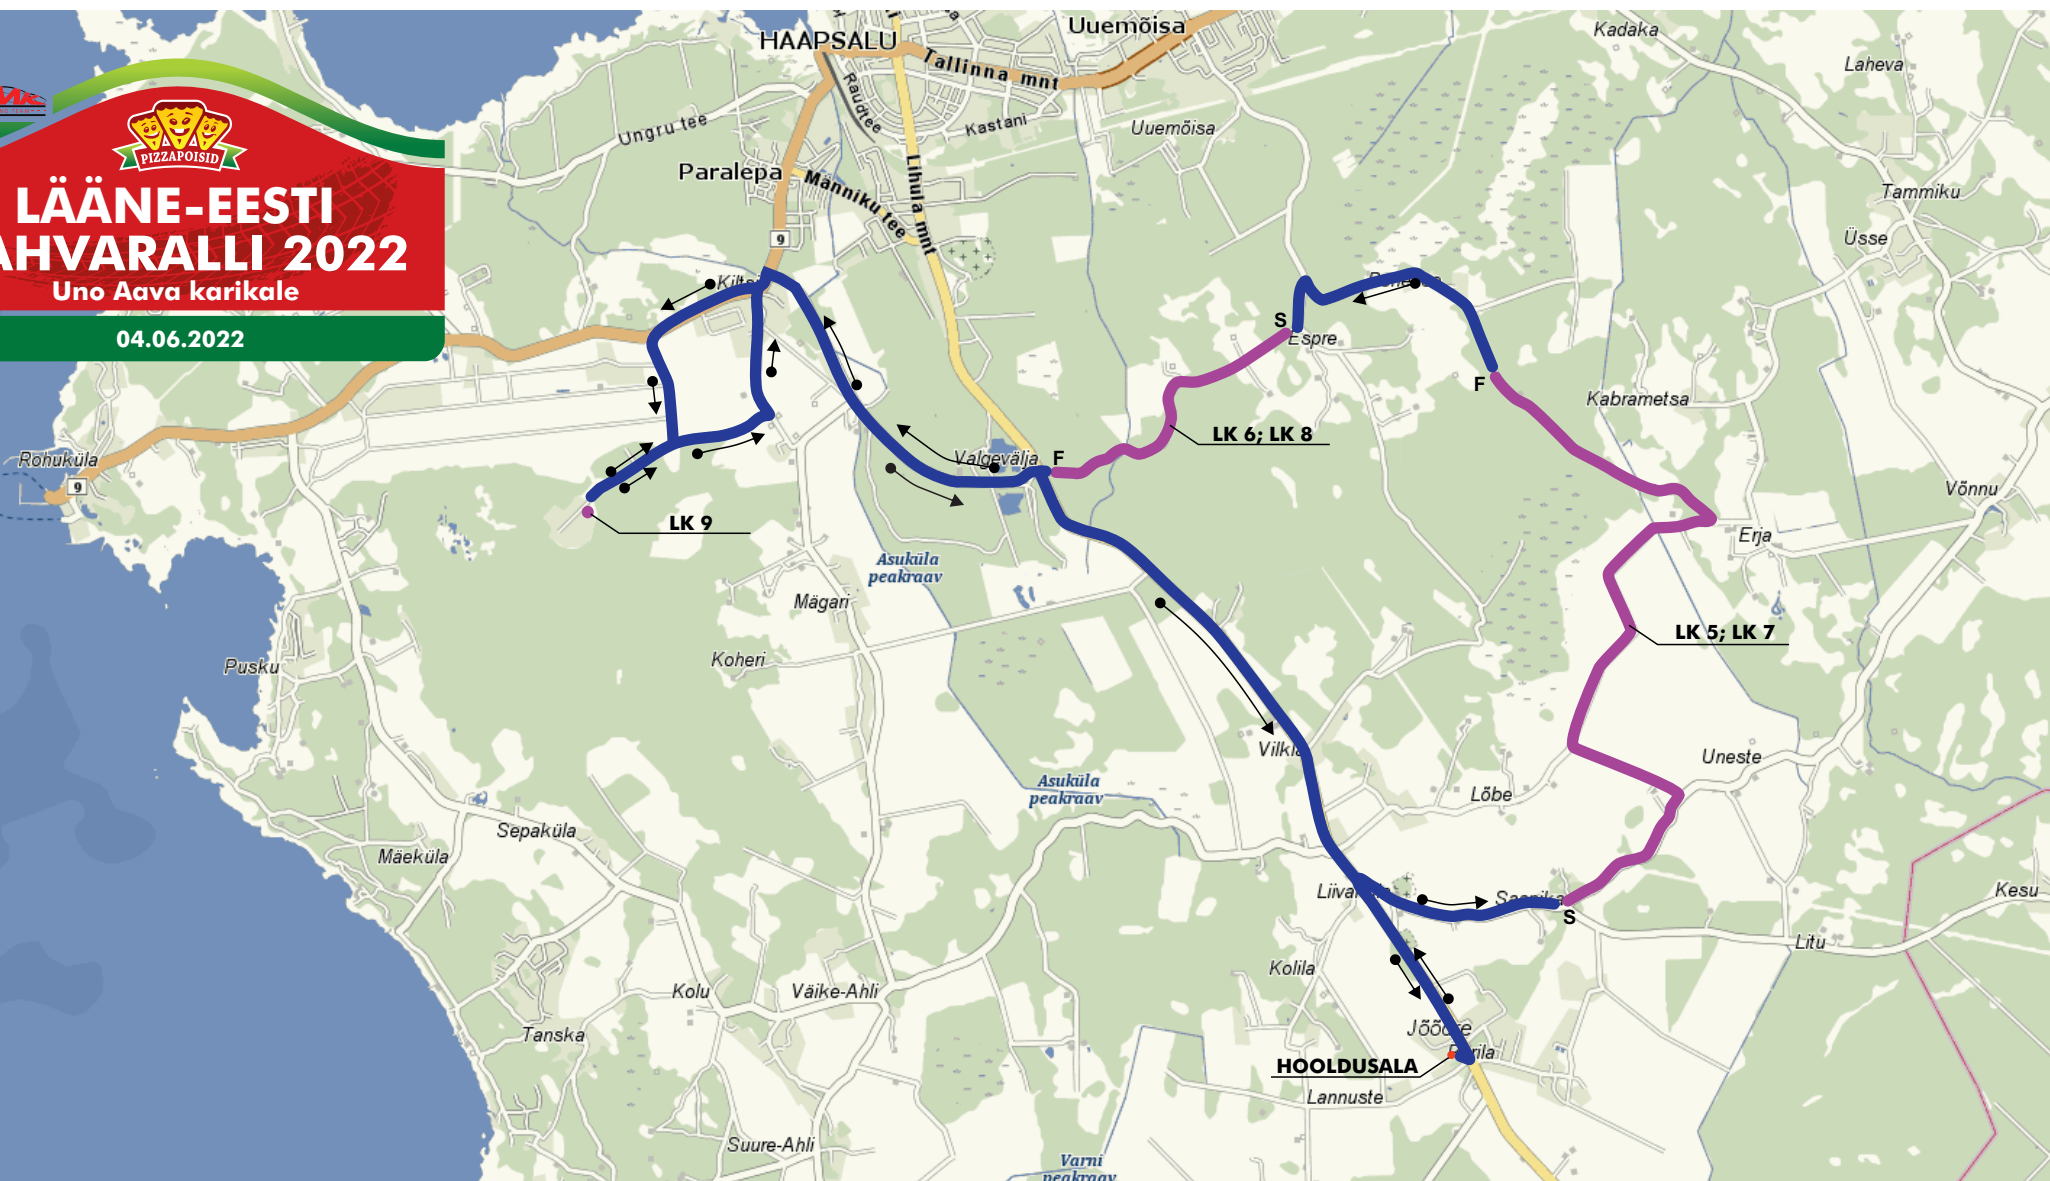 HAAPSALU
Uuemõisa
Kadaka
Laheva
Tallinna mnt
Raudtee
Kastani
Uuemõisa
Ungru tee
Paralepa
Männiku tee
Lihula mnt
Tammiku
Üsse
PIZZAPOISID
LÄÄNE-EESTI
AHVARALLI 2022
Uno Aava karikale
04.06.2022
9
S
Espre
F
Kabrametsa
LK 6; LK 8
Valgevälja
F
Rohuküla
9
LK 9
Võnnu
Erja
Asuküla
peakraav
Mägari
LK 5; LK 7
Koheri
Pusku
Vilkla
Uneste
Asuküla
peakraav
Lõbe
Sepaküla
Mäeküla
Kesu
S
Litu
Kolila
Kolu
Väike-Ahli
Tanska
HOOLDUSALA
Lannuste
Suure-Ahli
Varni
peakraav